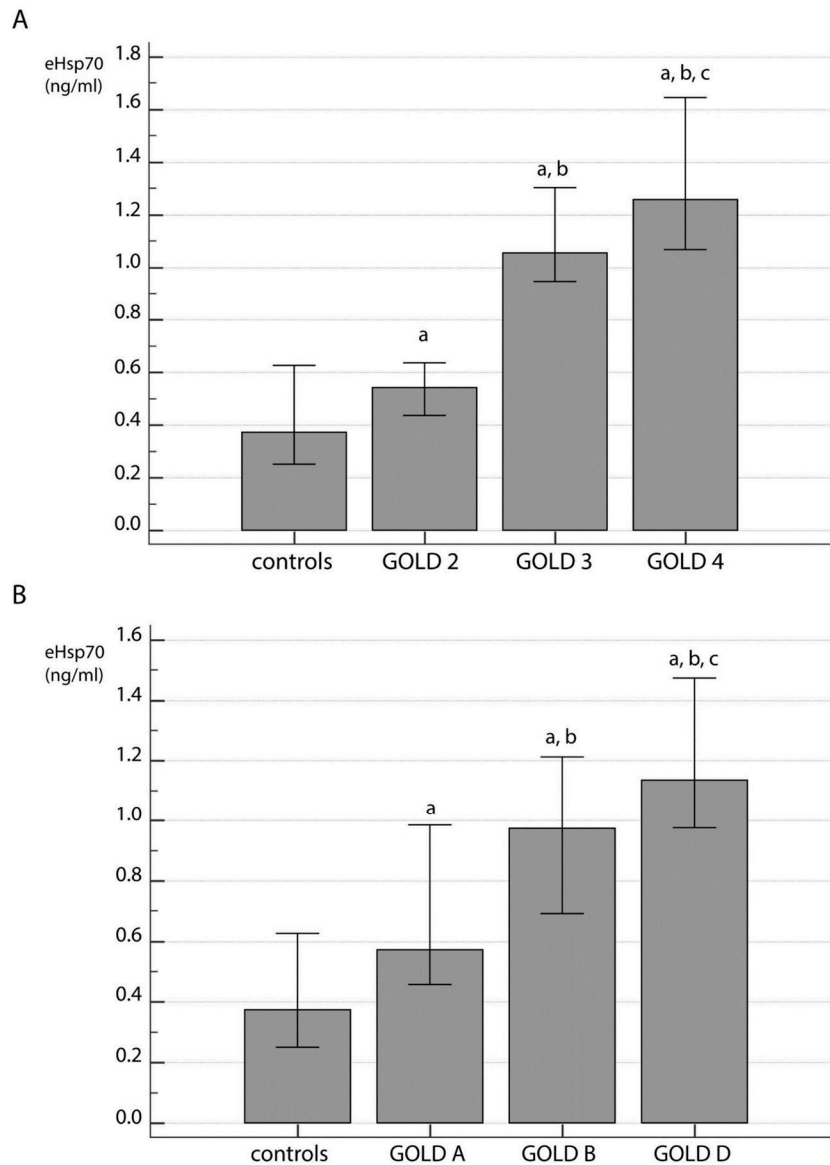 A
eHsp70
(ng/ml)
1.8
1.6
1.4
1.2
1.0
0.8
0.6
0.4
0.2
0.0
a
a, b
a, b, c
controls GOLD 2 GOLD 3 GOLD 4
B
eHsp70
(ng/ml)
1.6
1.4
1.2
1.0
0.8
0.6
0.4
0.2
0.0
a
a, b
a, b, c
controls GOLD A GOLD B GOLD D